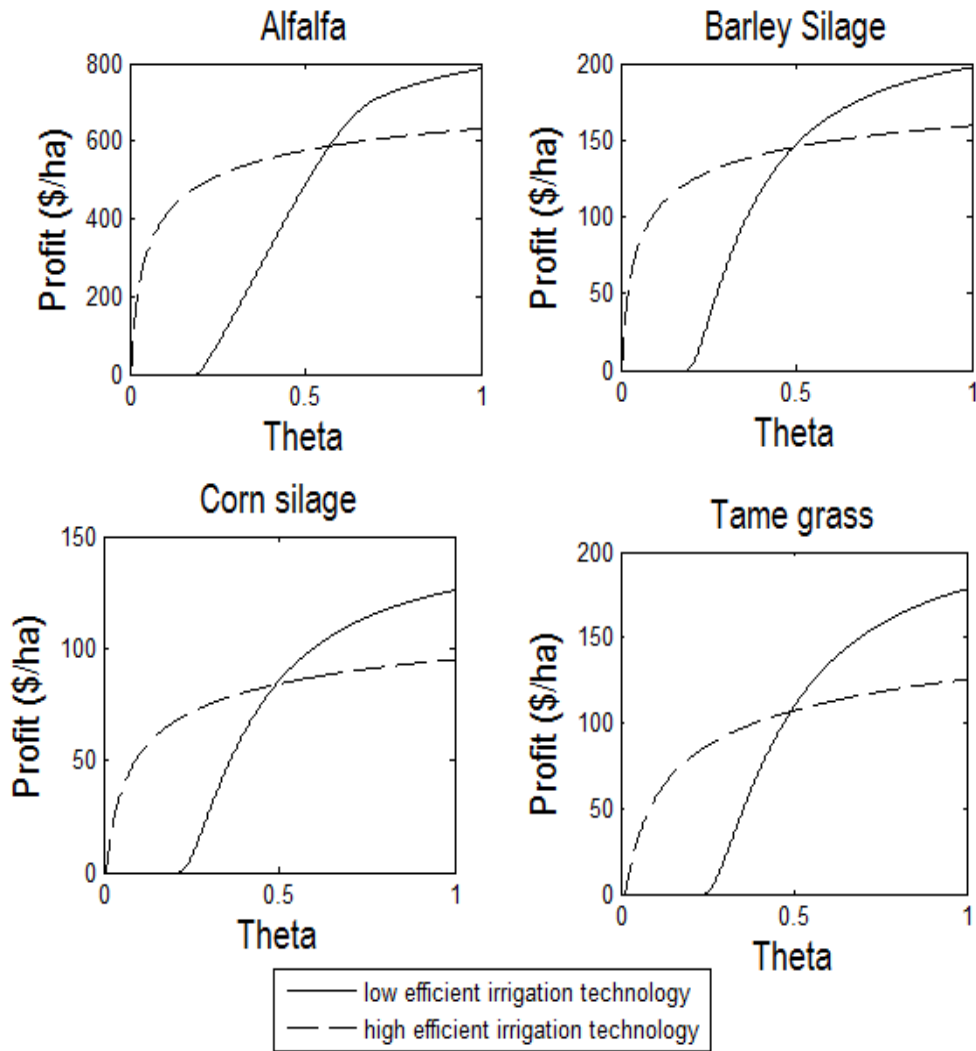 Alfalfa
800
600
400
200
0
Profit ($/ha)
0 0.5 1
Theta
Barley Silage
200
150
100
50
0
Profit ($/ha)
0 0.5 1
Theta
Corn silage
150
100
50
0
Profit ($/ha)
0 0.5 1
Theta
Tame grass
200
150
100
50
0
Profit ($/ha)
0 0.5 1
Theta
low efficient irrigation technology
high efficient irrigation technology